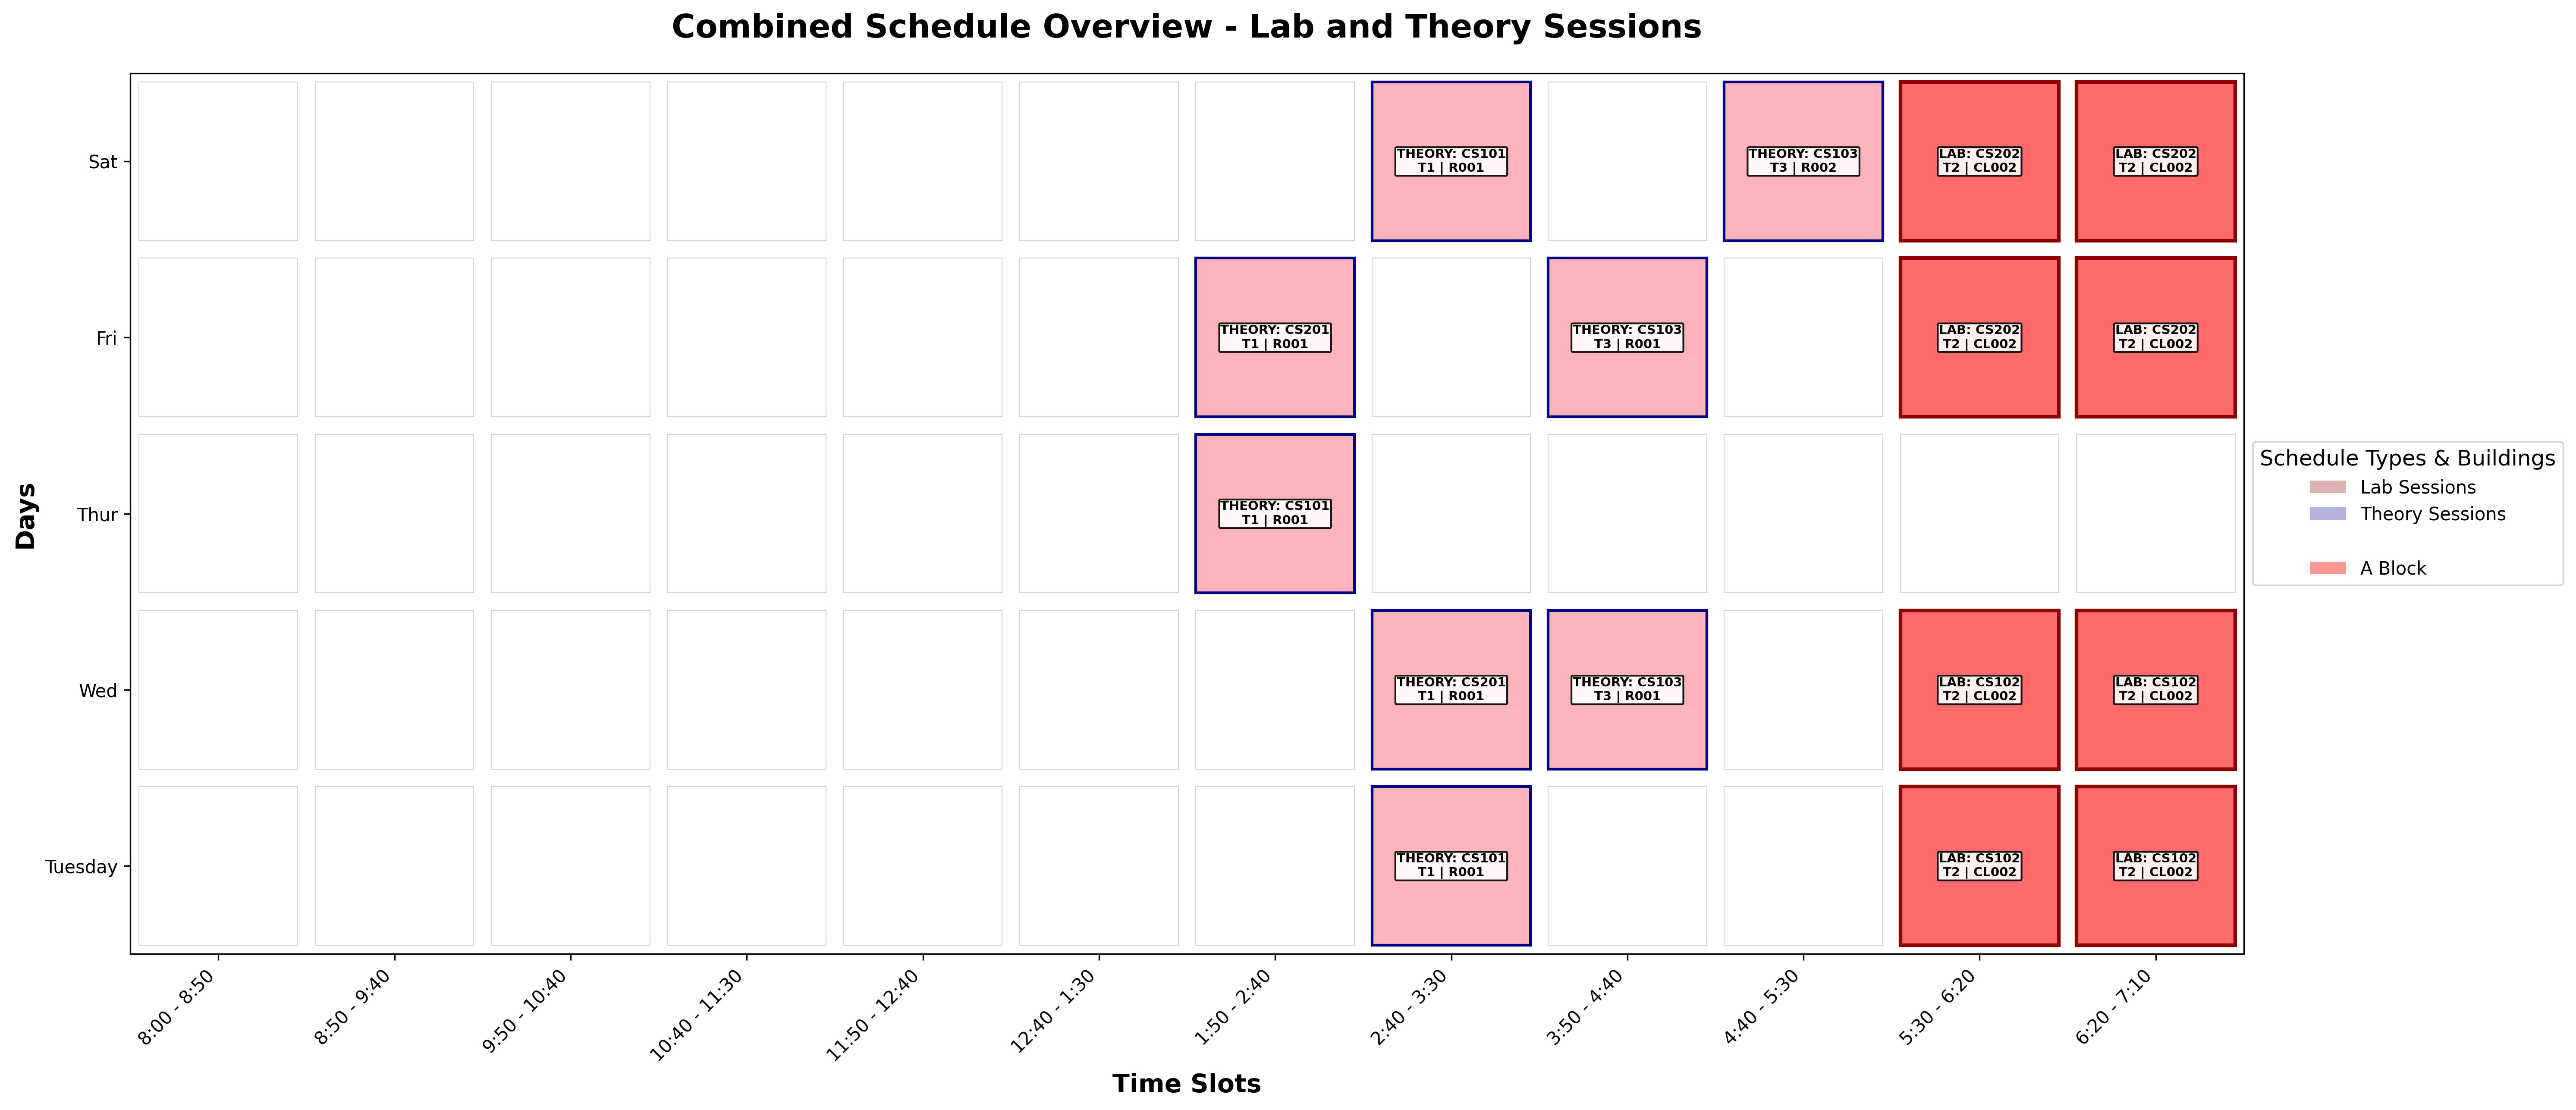 Combined Schedule Overview - Lab and Theory Sessions
Days
Sat
THEORY: CS101
T1 | R001
THEORY: CS103
T3 | R002
LAB: CS202
T2 | CL002
LAB: CS202
T2 | CL002
Fri
THEORY: CS201
T1 | R001
THEORY: CS103
T3 | R001
LAB: CS202
T2 | CL002
LAB: CS202
T2 | CL002
Thur
THEORY: CS101
T1 | R001
Wed
THEORY: CS201
T1 | R001
THEORY: CS103
T3 | R001
LAB: CS102
T2 | CL002
LAB: CS102
T2 | CL002
Tuesday
THEORY: CS101
T1 | R001
LAB: CS102
T2 | CL002
LAB: CS102
T2 | CL002
8:00 - 8:50
8:50 - 9:40
9:50 - 10:40
10:40 - 11:30
11:50 - 12:40
12:40 - 1:30
1:50 - 2:40
2:40 - 3:30
3:50 - 4:40
4:40 - 5:30
5:30 - 6:20
6:20 - 7:10
Time Slots
Schedule Types & Buildings
Lab Sessions
Theory Sessions
A Block